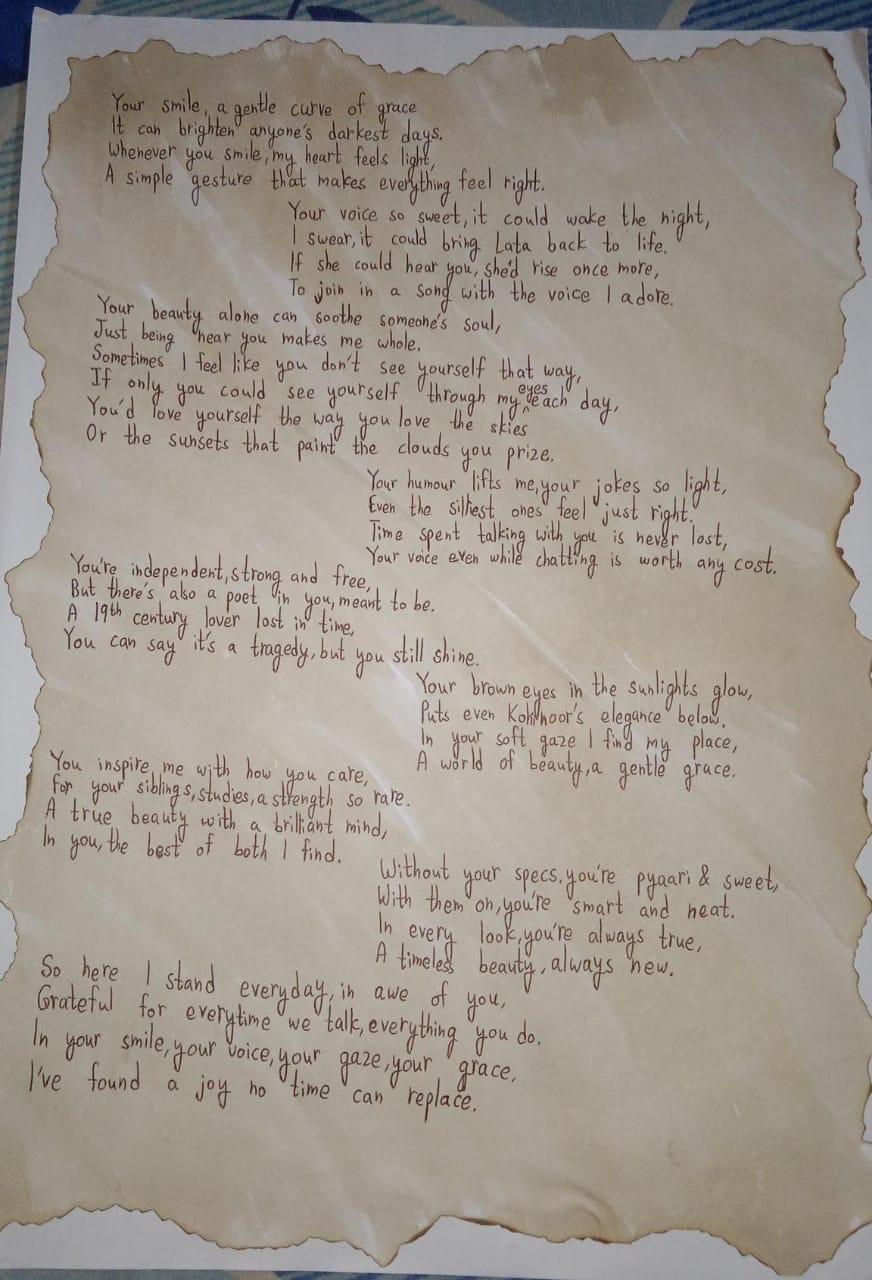 Your smile, a gentle curve of grace
It can brighten anyone's darkest days.
Whenever you smile, my heart feels light,
A simple gesture that makes everything feel right.
Your voice so sweet, it could wake the night,
I swear, it could bring Lata back to life.
If she could hear you, she'd rise once more,
To join in a song with the voice I adore.
Your beauty alone can soothe someone's soul,
Just being near you makes me whole.
Sometimes I feel like you don't see yourself that way,
If only you could see yourself through my eyes each day,
You'd love yourself the way you love the skies
Or the sunsets that paint the clouds you prize.
Your humour lifts me, your jokes so light,
Even the silliest ones feel just right.
Time spent talking with you is never lost,
Your voice even while chatting is worth any cost.
You're independent, strong and free,
But there's also a poet in you, meant to be.
A 19th century lover lost in time,
You can say it's a tragedy, but you still shine.
Your brown eyes in the sunlights glow,
Puts even Kohinoor's elegance below.
In your soft gaze I find my place,
A world of beauty, a gentle grace.
You inspire me with how you care,
For your siblings, studies, a strength so rare.
A true beauty with a brilliant mind,
In you, the best of both I find.
Without your specs, you're pyaari & sweet,
With them on, you're smart and neat.
In every look, you're always true,
A timeless beauty, always new.
So here I stand everyday, in awe of you,
Grateful for everytime we talk, everything you do.
In your smile, your voice, your gaze, your grace,
I've found a joy no time can replace.